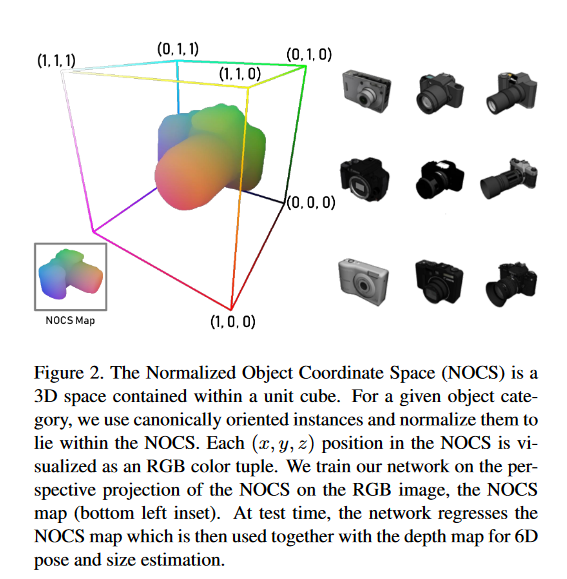 (0, 1, 1)
(0, 1, 0)
(1, 1, 1)
(1, 1, 0)
(0, 0, 0)
NOCS Map
(1, 0, 0)
Figure 2. The Normalized Object Coordinate Space (NOCS) is a
3D space contained within a unit cube. For a given object cate-
gory, we use canonically oriented instances and normalize them to
lie within the NOCS. Each (x, y, z) position in the NOCS is vi-
sualized as an RGB color tuple. We train our network on the per-
spective projection of the NOCS on the RGB image, the NOCS
map (bottom left inset). At test time, the network regresses the
NOCS map which is then used together with the depth map for 6D
pose and size estimation.